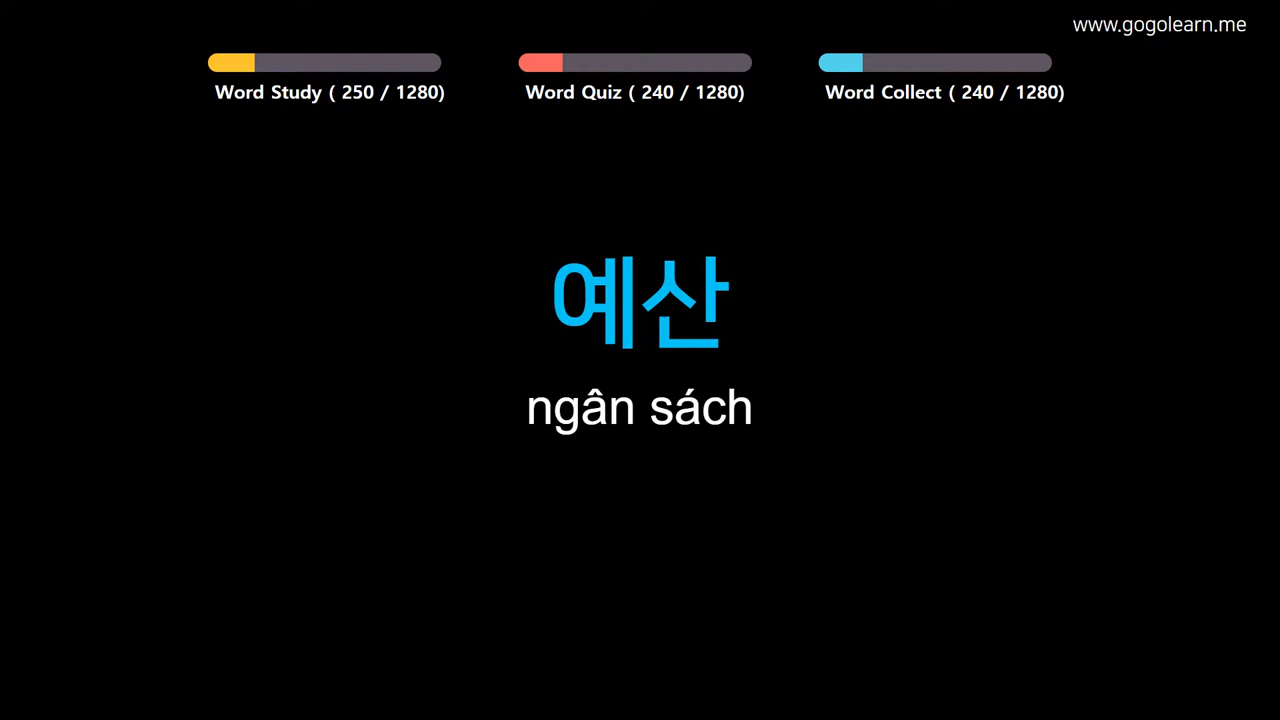 www.gogolearn.me
Word Study ( 250 / 1280)
Word Quiz ( 240 / 1280)
Word Collect ( 240 / 1280)
예산
ngân sách